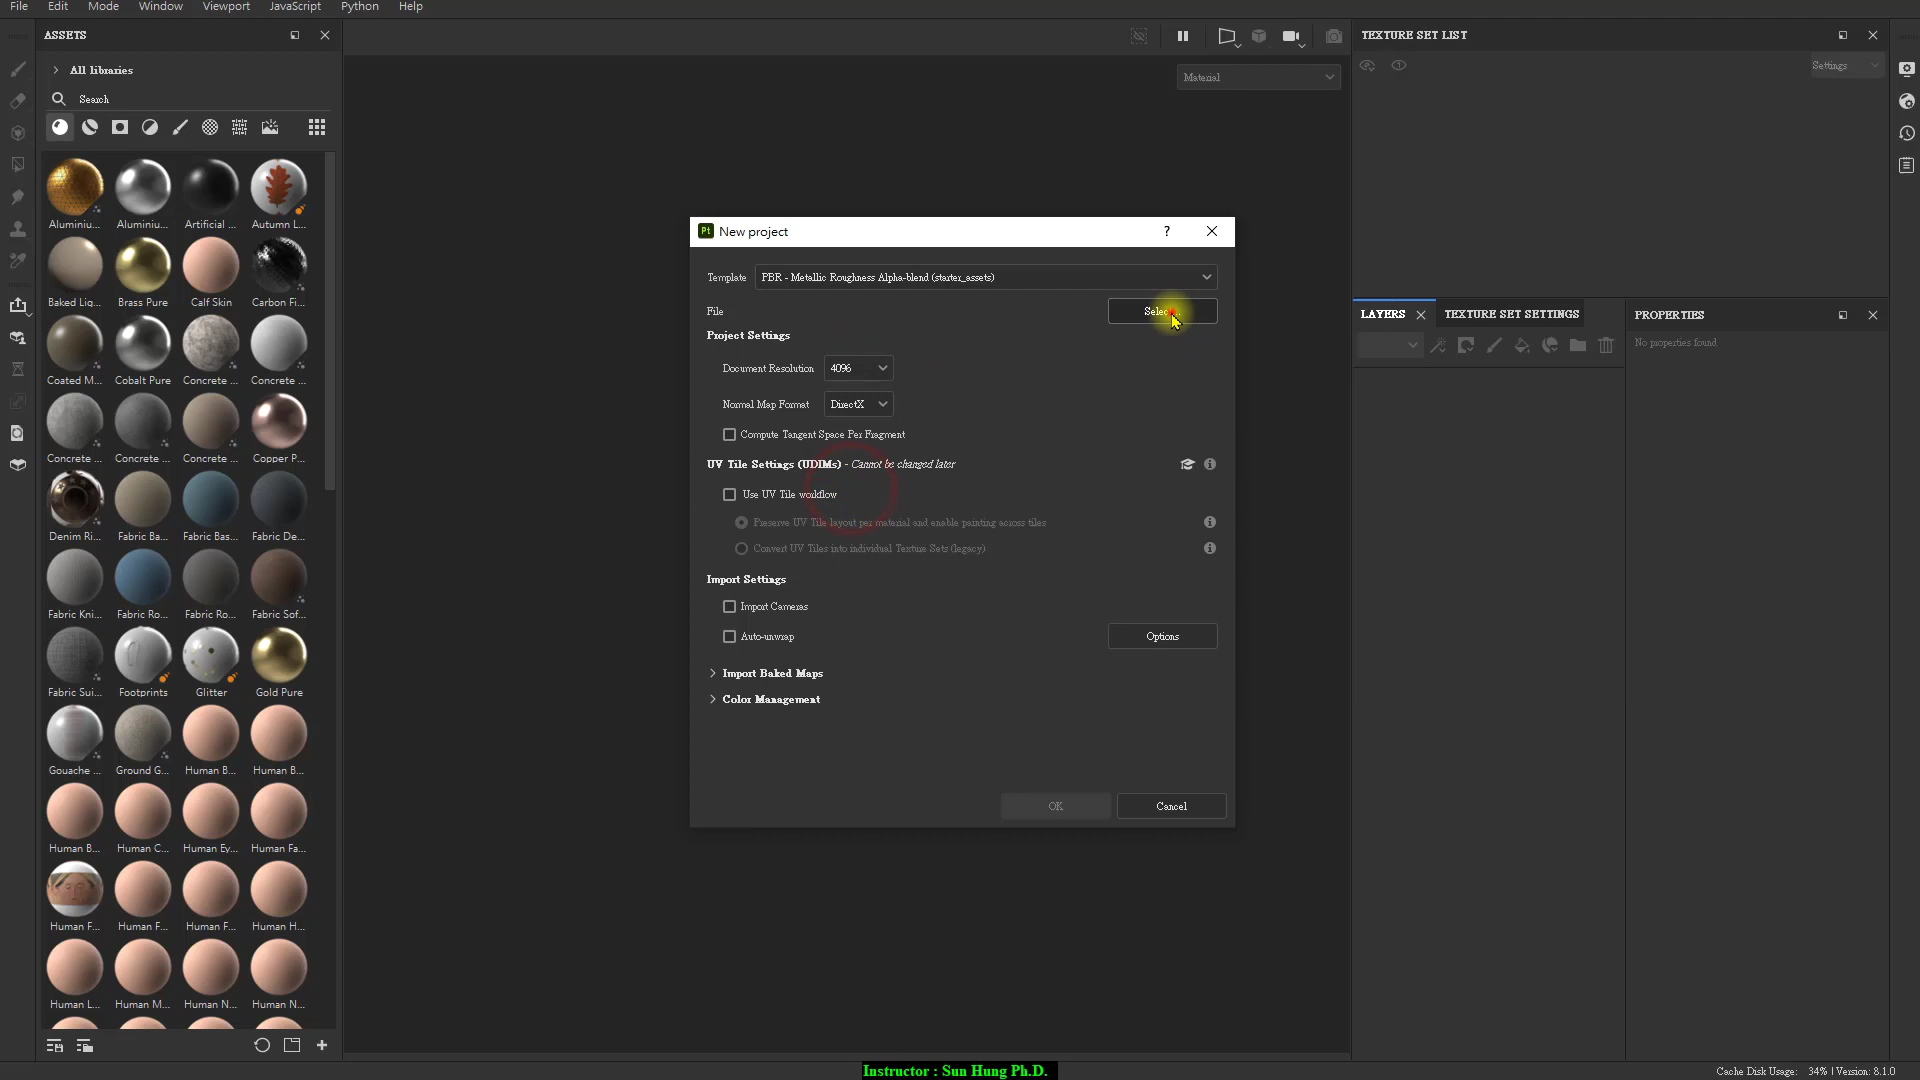 File Edit Mode Window Viewport JavaScript Python Help
ASSETS
All libraries
Search
Aluminiu... Aluminiu... Artificial ... Autumn L...
Baked Lig... Brass Pure Calf Skin Carbon Fi...
Coated M... Cobalt Pure Concrete ... Concrete ...
Concrete ... Concrete ... Concrete ... Copper P...
Denim Ri... Fabric Ba... Fabric Bas... Fabric De...
Fabric Kni... Fabric Ro... Fabric Ro... Fabric Sof...
Fabric Sui... Footprints Glitter Gold Pure
Gouache ... Ground G... Human B... Human B...
Human B... Human C... Human Ey... Human Fa...
Human F... Human F... Human F... Human H...
Human L... Human M... Human N... Human N...
Material
Pt New project ?
Template PBR - Metallic Roughness Alpha-blend (starter_assets)
File
Project Settings
Document Resolution 4096
Normal Map Format DirectX
Compute Tangent Space Per Fragment
UV Tile Settings (UDIMs) - Cannot be changed later
Use UV Tile workflow
Preserve UV Tile layout per material and enable painting across tiles
Convert UV Tiles into individual Texture Sets (legacy)
Import Settings
Import Cameras
Auto-unwrap Options
Import Baked Maps
Color Management
OK Cancel
TEXTURE SET LIST
Settings
LAYERS TEXTURE SET SETTINGS
PROPERTIES
No properties found
Instructor : Sun Hung Ph.D.
Cache Disk Usage: 34% | Version: 8.1.0